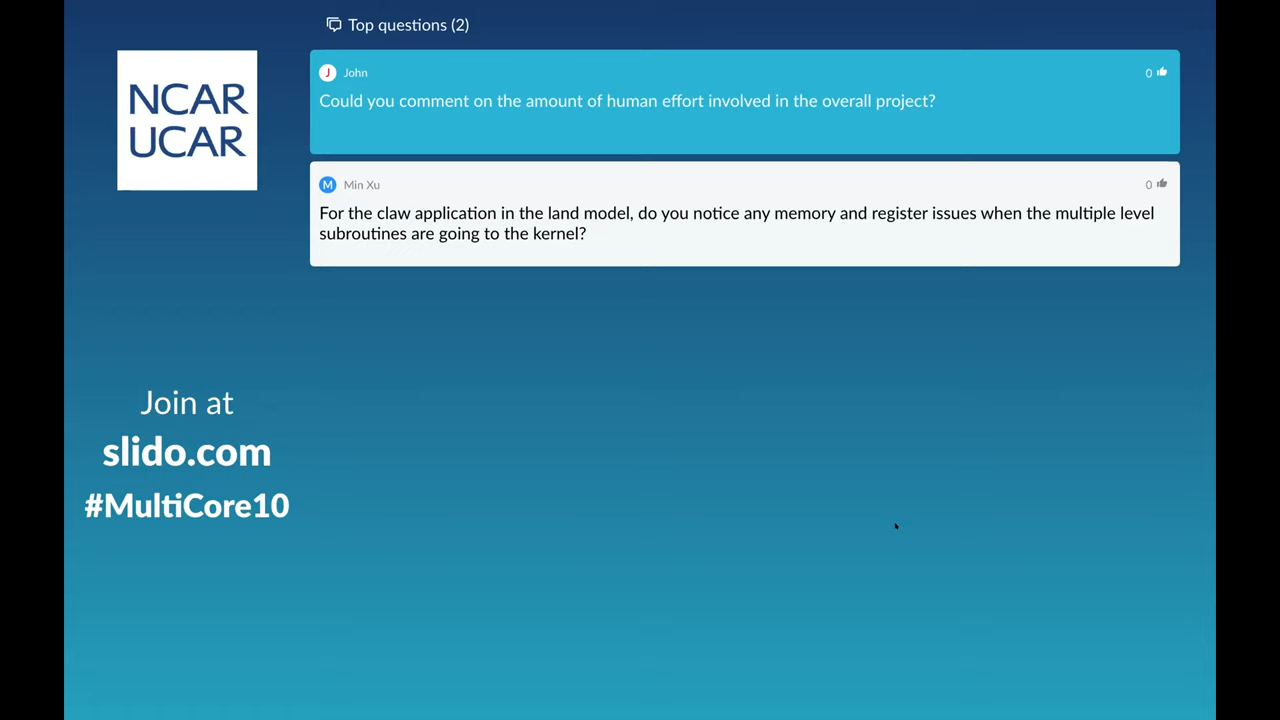 Top questions (2)
NCAR
UCAR
J John 0
Could you comment on the amount of human effort involved in the overall project?
M Min Xu 0
For the claw application in the land model, do you notice any memory and register issues when the multiple level
subroutines are going to the kernel?
Join at
slido.com
#MultiCore10